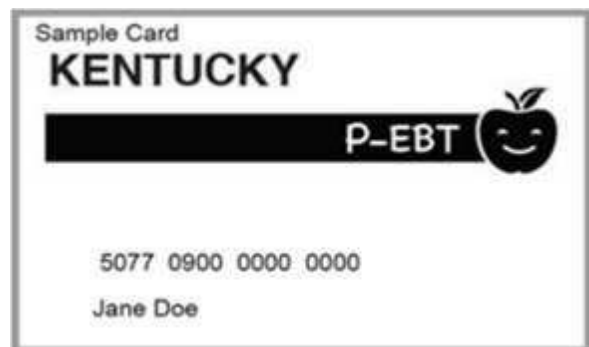 Sample Card
KENTUCKY
P-EBT
5077 0900 0000 0000
Jane Doe